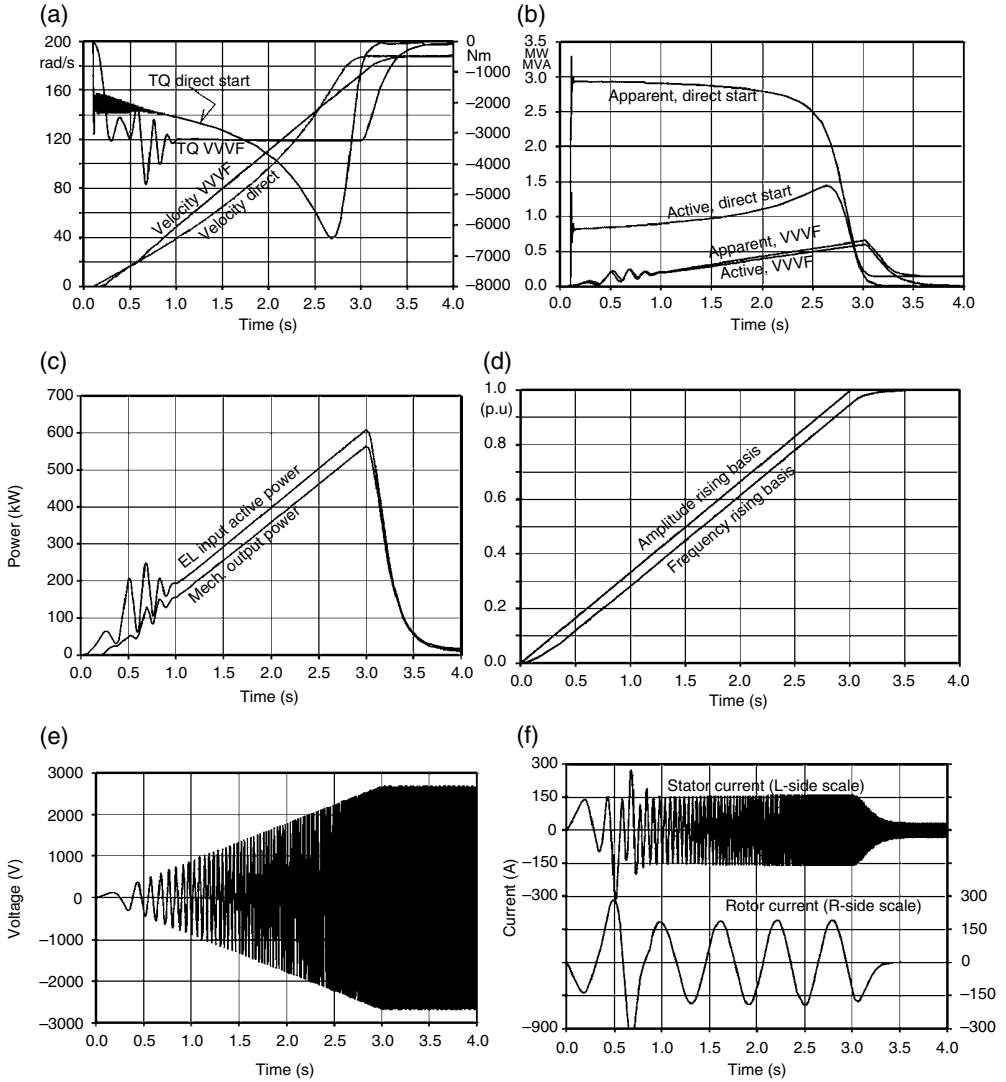 (a)
200
rad/s
160
120
80
40
0
0.0 0.5 1.0 1.5 2.0 2.5 3.0 3.5 4.0
Time (s)
0
Nm
–1000
–2000
–3000
–4000
–5000
–6000
–7000
–8000
TQ direct start
TQ VVVF
Velocity VVVF
Velocity direct
(b)
3.5
MW
MVA
3.0
2.5
2.0
1.5
1.0
0.5
0.0
0.0 0.5 1.0 1.5 2.0 2.5 3.0 3.5 4.0
Time (s)
Apparent, direct start
Active, direct start
Apparent, VVVF
Active, VVVF
(c)
Power (kW)
700
600
500
400
300
200
100
0
0.0 0.5 1.0 1.5 2.0 2.5 3.0 3.5 4.0
Time (s)
EL input active power
Mech. output power
(d)
1.0
(p.u)
0.8
0.6
0.4
0.2
0.0
0.0 0.5 1.0 1.5 2.0 2.5 3.0 3.5 4.0
Time (s)
Amplitude rising basis
Frequency rising basis
(e)
Voltage (V)
3000
2000
1000
0
–1000
–2000
–3000
0.0 0.5 1.0 1.5 2.0 2.5 3.0 3.5 4.0
Time (s)
(f)
Current (A)
300
150
0
–150
–300
–900
Stator current (L-side scale)
Rotor current (R-side scale)
300
150
0
–150
–300
0.0 0.5 1.0 1.5 2.0 2.5 3.0 3.5 4.0
Time (s)